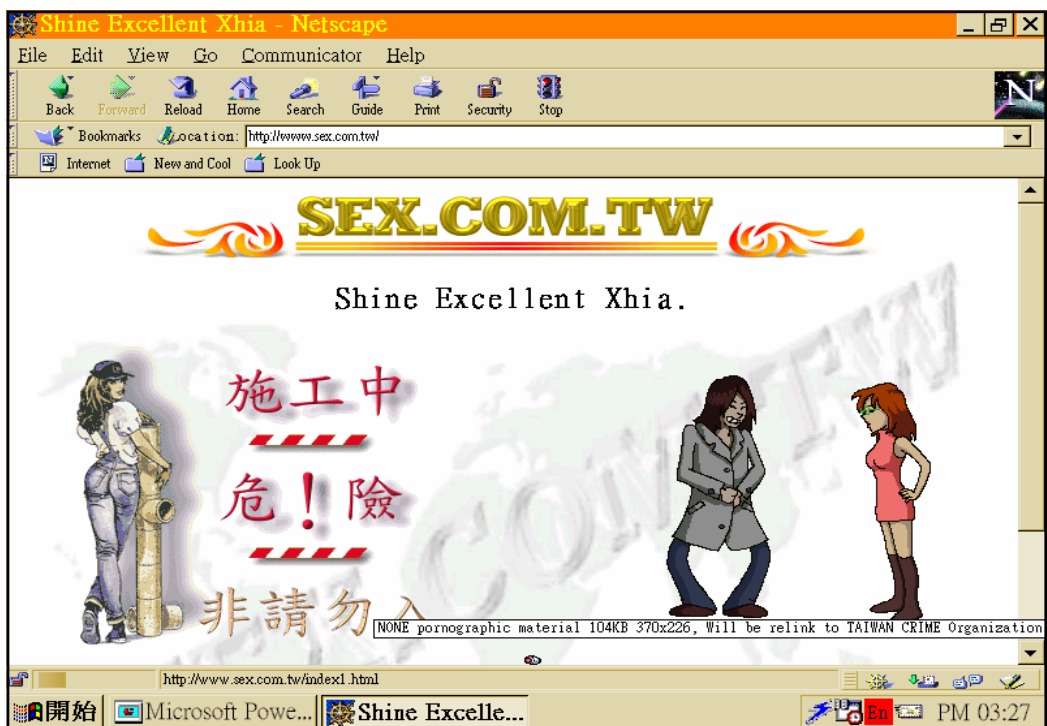 Shine Excellent Xhia - Netscape
File Edit View Go Communicator Help
Back Forward Reload Home Search Guide Print Security Stop
N
Bookmarks Location: http://wwww.sex.com.tw/
Internet New and Cool Look Up
SEX.COM.TW
Shine Excellent Xhia.
施工中
危！險
非請勿入
NONE pornographic material 104KB 370x226, Will be relink to TAIWAN CRIME Organization
http://www.sex.com.tw/index1.html
開始 Microsoft Powe... Shine Excelle... En PM 03:27